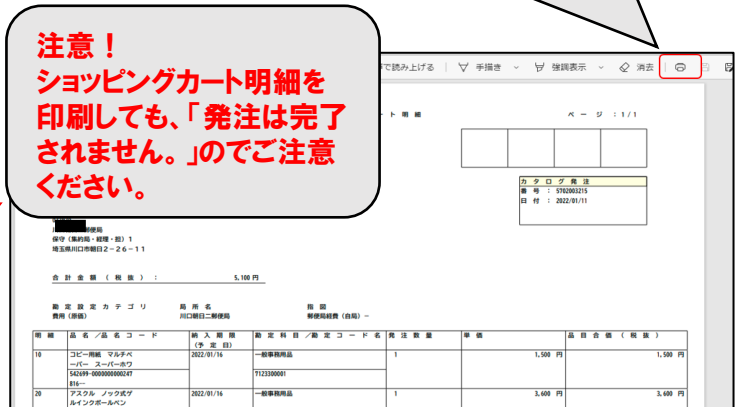 注意!
ショッピングカート明細を
印刷しても、「発注は完了
されません。」のでご注意
ください。
で読み上げる 手描き 強調表示 消去
ト 明 細 ペ ー ジ : 1 / 1
カ タ ロ グ 発 注
番 号 : 5702003215
日 付 : 2022/01/11
郵便局
保守(集約局・経理・担)1
埼玉県川口市朝日2-26-11
合 計 金 額 ( 税 抜 ) : 5,100 円
勘 定 設 定 カ テ ゴ リ 局 所 名 指 図
費用(原価) 川口朝日二郵便局 郵便局経費(自局)-
明 細 品 名 / 品 名 コ ー ド 納 入 期 限 勘 定 科 目 / 勘 定 コ ー ド 名 発 注 数 量 単 価 品 目 合 価 ( 税 抜 )
(予 定 日)
10 コピー用紙 マルチペ 2022/01/16 一般事務用品 1 1,500 円 1,500 円
ーパー スーパーホワ
542699-0000000000247 7123300001
816--
20 アスクル ノック式ゲ 2022/01/16 一般事務用品 1 3,600 円 3,600 円
ルインクボールペン